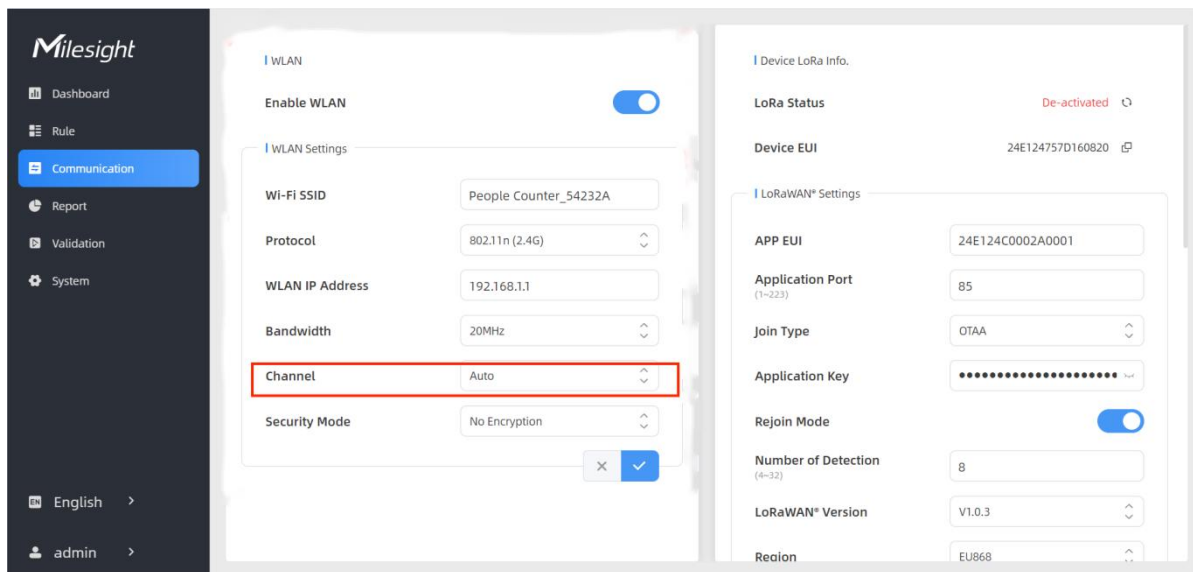 Milesight
Dashboard
Rule
Communication
Report
Validation
System
EN English >
admin >
WLAN
Enable WLAN
WLAN Settings
Wi-Fi SSID People Counter_54232A
Protocol 802.11n (2.4G)
WLAN IP Address 192.168.1.1
Bandwidth 20MHz
Channel Auto
Security Mode No Encryption
Device LoRa Info.
LoRa Status De-activated
Device EUI 24E124757D160820
LoRaWAN® Settings
APP EUI 24E124C0002A0001
Application Port 85
(1~223)
Join Type OTAA
Application Key ●●●●●●●●●●●●●●●●●●●●●
Rejoin Mode
Number of Detection 8
(4~32)
LoRaWAN® Version V1.0.3
Region EU868